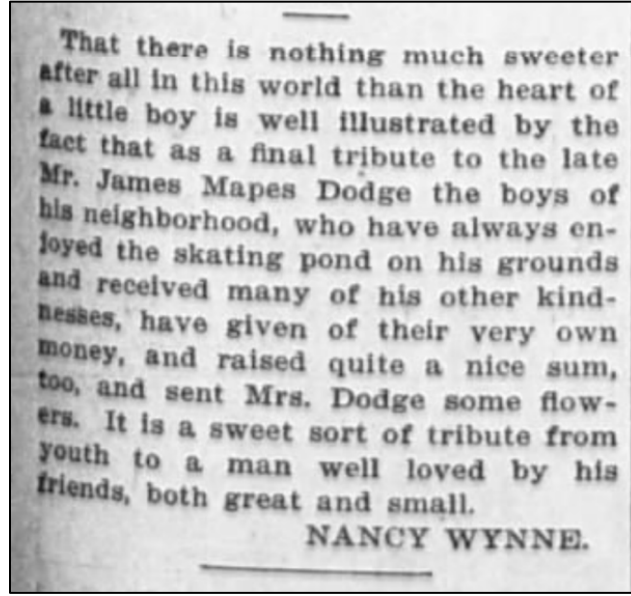 That there is nothing much sweeter
after all in this world than the heart of
a little boy is well illustrated by the
fact that as a final tribute to the late
Mr. James Mapes Dodge the boys of
his neighborhood, who have always en-
joyed the skating pond on his grounds
and received many of his other kind-
nesses, have given of their very own
money, and raised quite a nice sum,
too, and sent Mrs. Dodge some flow-
ers. It is a sweet sort of tribute from
youth to a man well loved by his
friends, both great and small.
NANCY WYNNE.